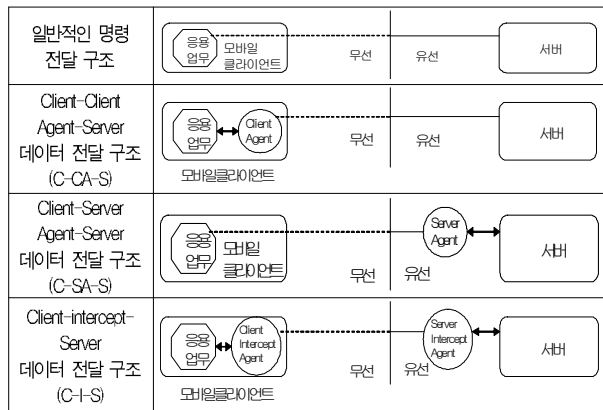 일반적인 명령
전달 구조
응용
업무
모바일
클라이언트
무선
유선
서버
Client-Client
Agent-Server
데이터 전달 구조
(C-CA-S)
응용
업무
Client
Agent
모바일클라이언트
무선
유선
서버
Client-Server
Agent-Server
데이터 전달 구조
(C-SA-S)
응용
업무
모바일
클라이언트
무선
유선
Server
Agent
서버
Client-intercept-
Server
데이터 전달 구조
(C-I-S)
응용
업무
Client
Intercept
Agent
모바일클라이언트
무선
유선
Server
Intercept
Agent
서버